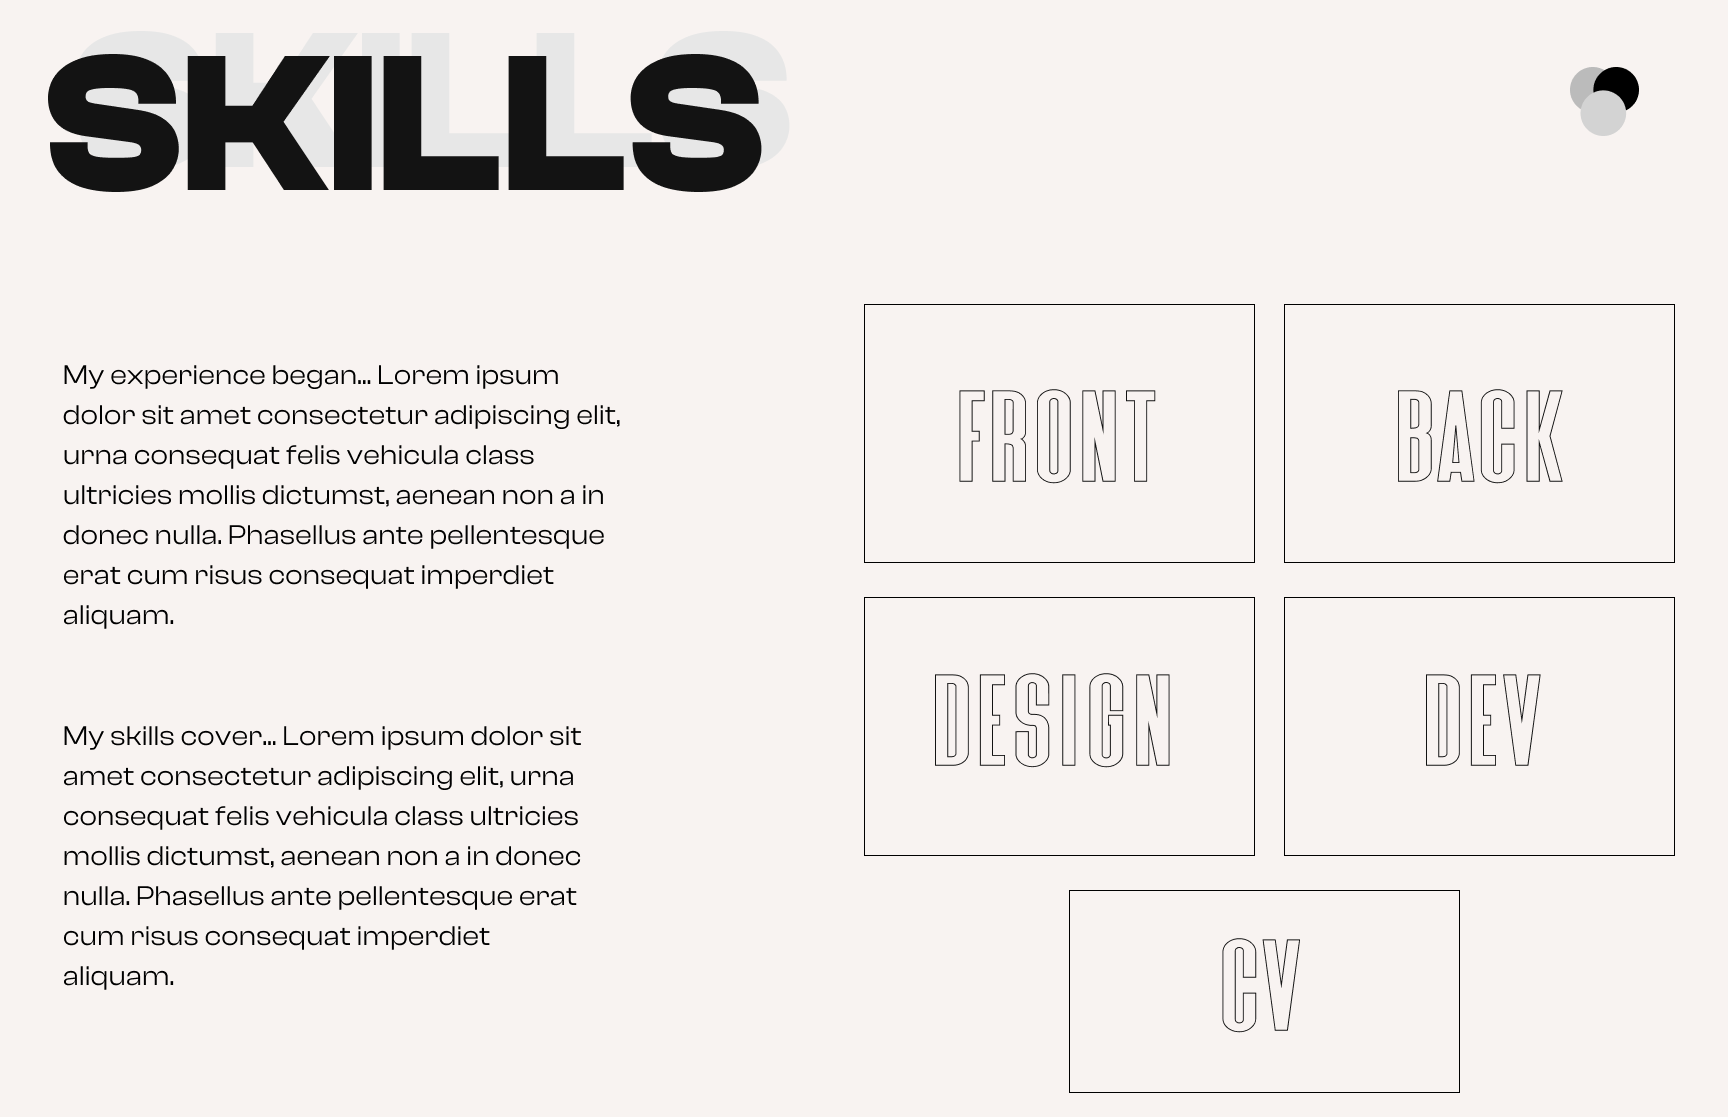 SKILLS
My experience began... Lorem ipsum
dolor sit amet consectetur adipiscing elit,
urna consequat felis vehicula class
ultricies mollis dictumst, aenean non a in
donec nulla. Phasellus ante pellentesque
erat cum risus consequat imperdiet
aliquam.
My skills cover... Lorem ipsum dolor sit
amet consectetur adipiscing elit, urna
consequat felis vehicula class ultricies
mollis dictumst, aenean non a in donec
nulla. Phasellus ante pellentesque erat
cum risus consequat imperdiet
aliquam.
FRONT
BACK
DESIGN
DEV
CV